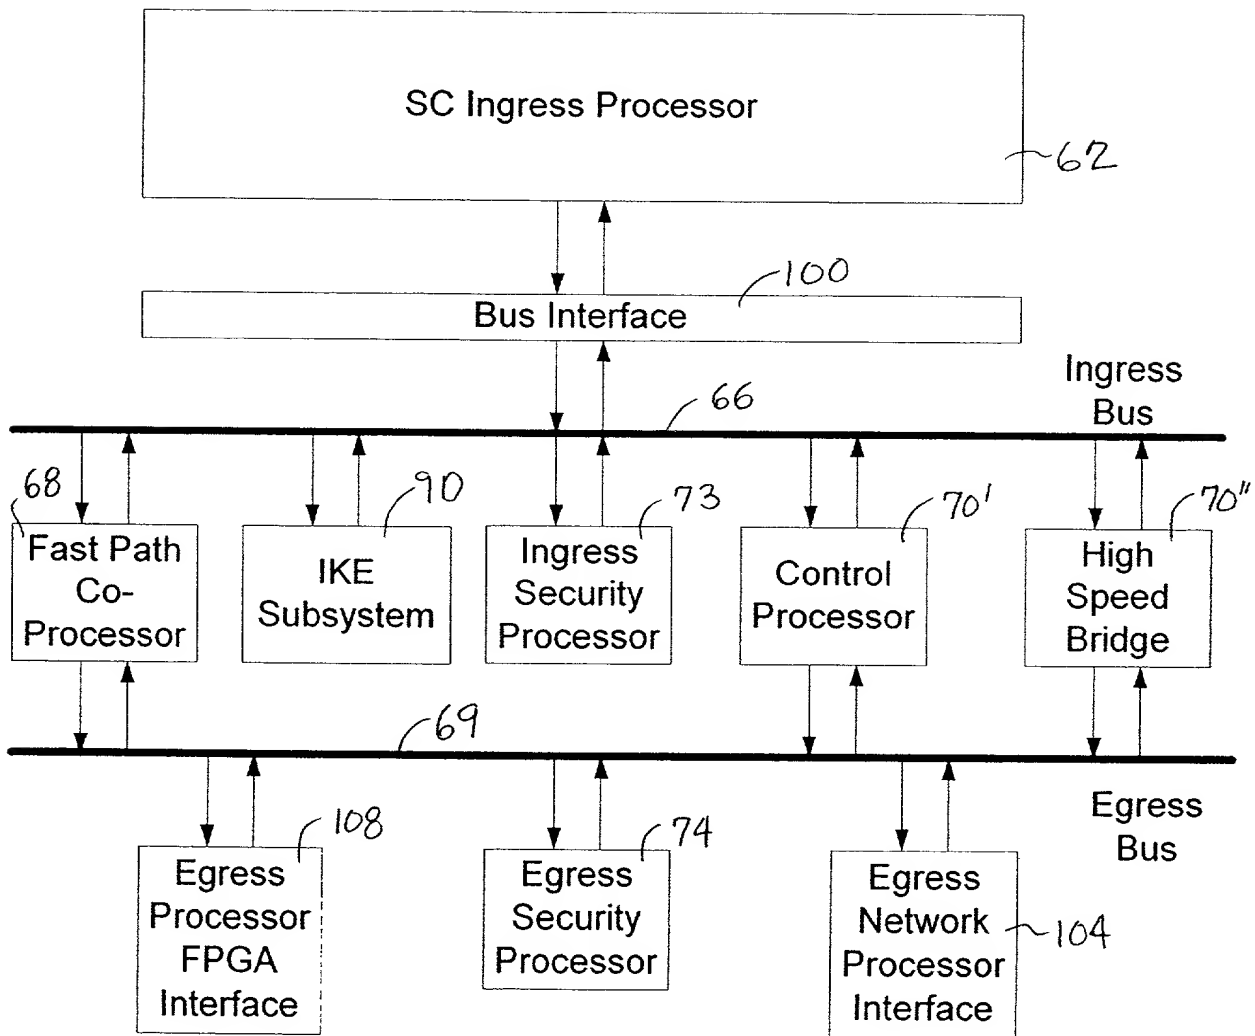 SC Ingress Processor
62
100
Bus Interface
Ingress
Bus
66
68
90
73
70'
70"
Fast Path
Co-
Processor
IKE
Subsystem
Ingress
Security
Processor
Control
Processor
High
Speed
Bridge
69
Egress
Bus
108
74
Egress
Processor
FPGA
Interface
Egress
Security
Processor
Egress
Network
Processor
Interface
104